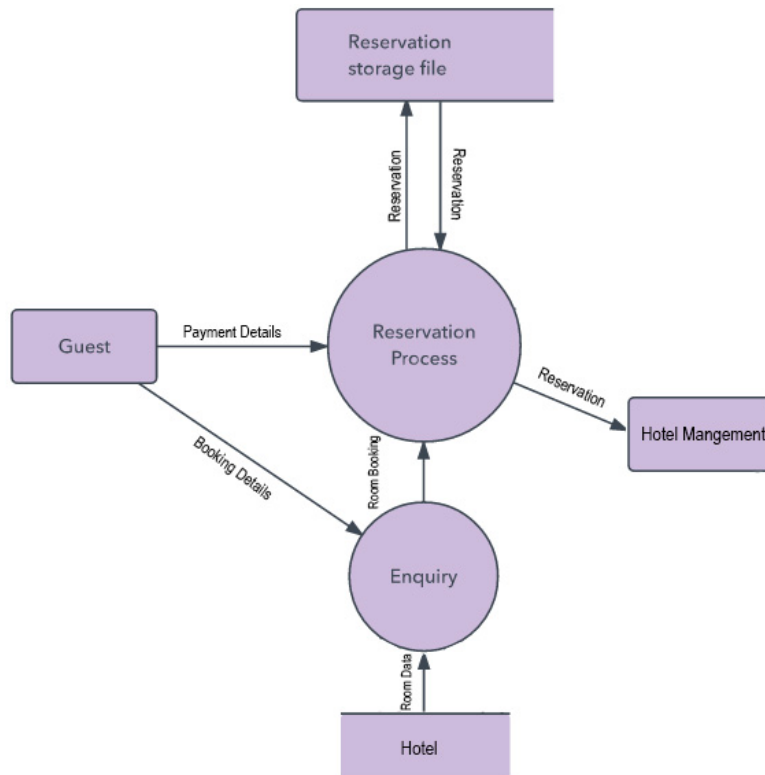 Reservation
storage file
Reservation
Reservation
Guest
Payment Details
Reservation
Process
Reservation
Hotel Mangement
Booking Details
Room Booking
Enquiry
Room Data
Hotel